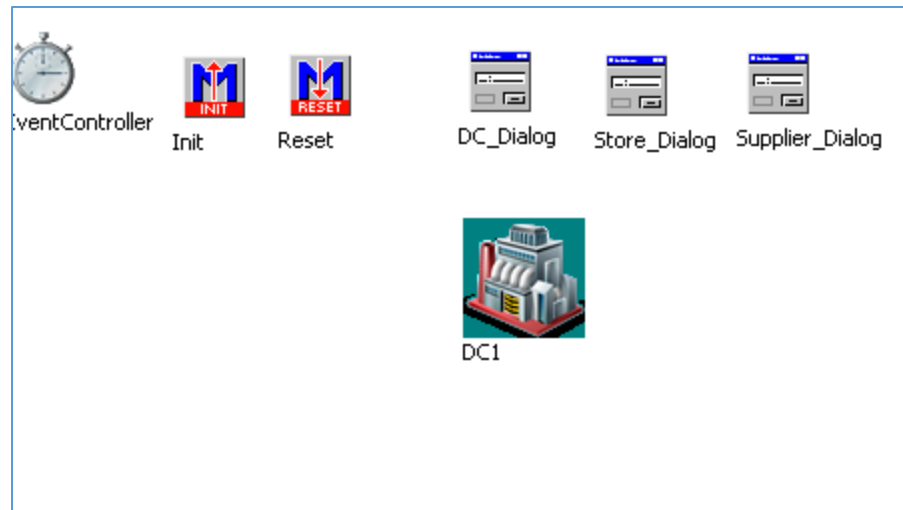 INIT
RESET
ventController
Init
Reset
DC_Dialog
Store_Dialog
Supplier_Dialog
DC1